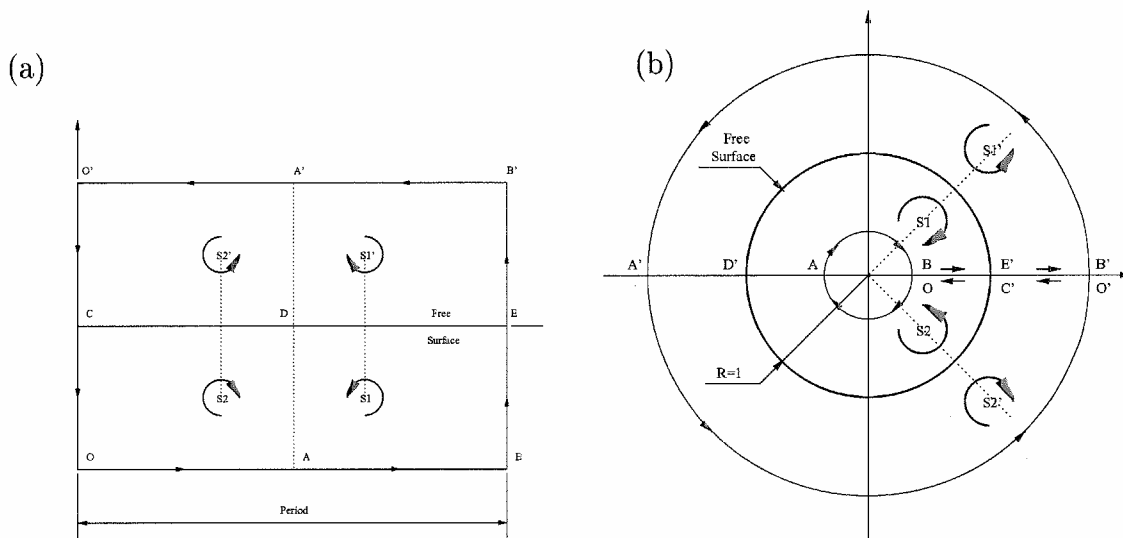 (a)
O' A' B'
S2' S1'
C D Free E
Surface
S2 S1
O A B
Period
(b)
Free
Surface
S1'
S1
A' D' A B E' B'
O C' O'
S2
R=1
S2'